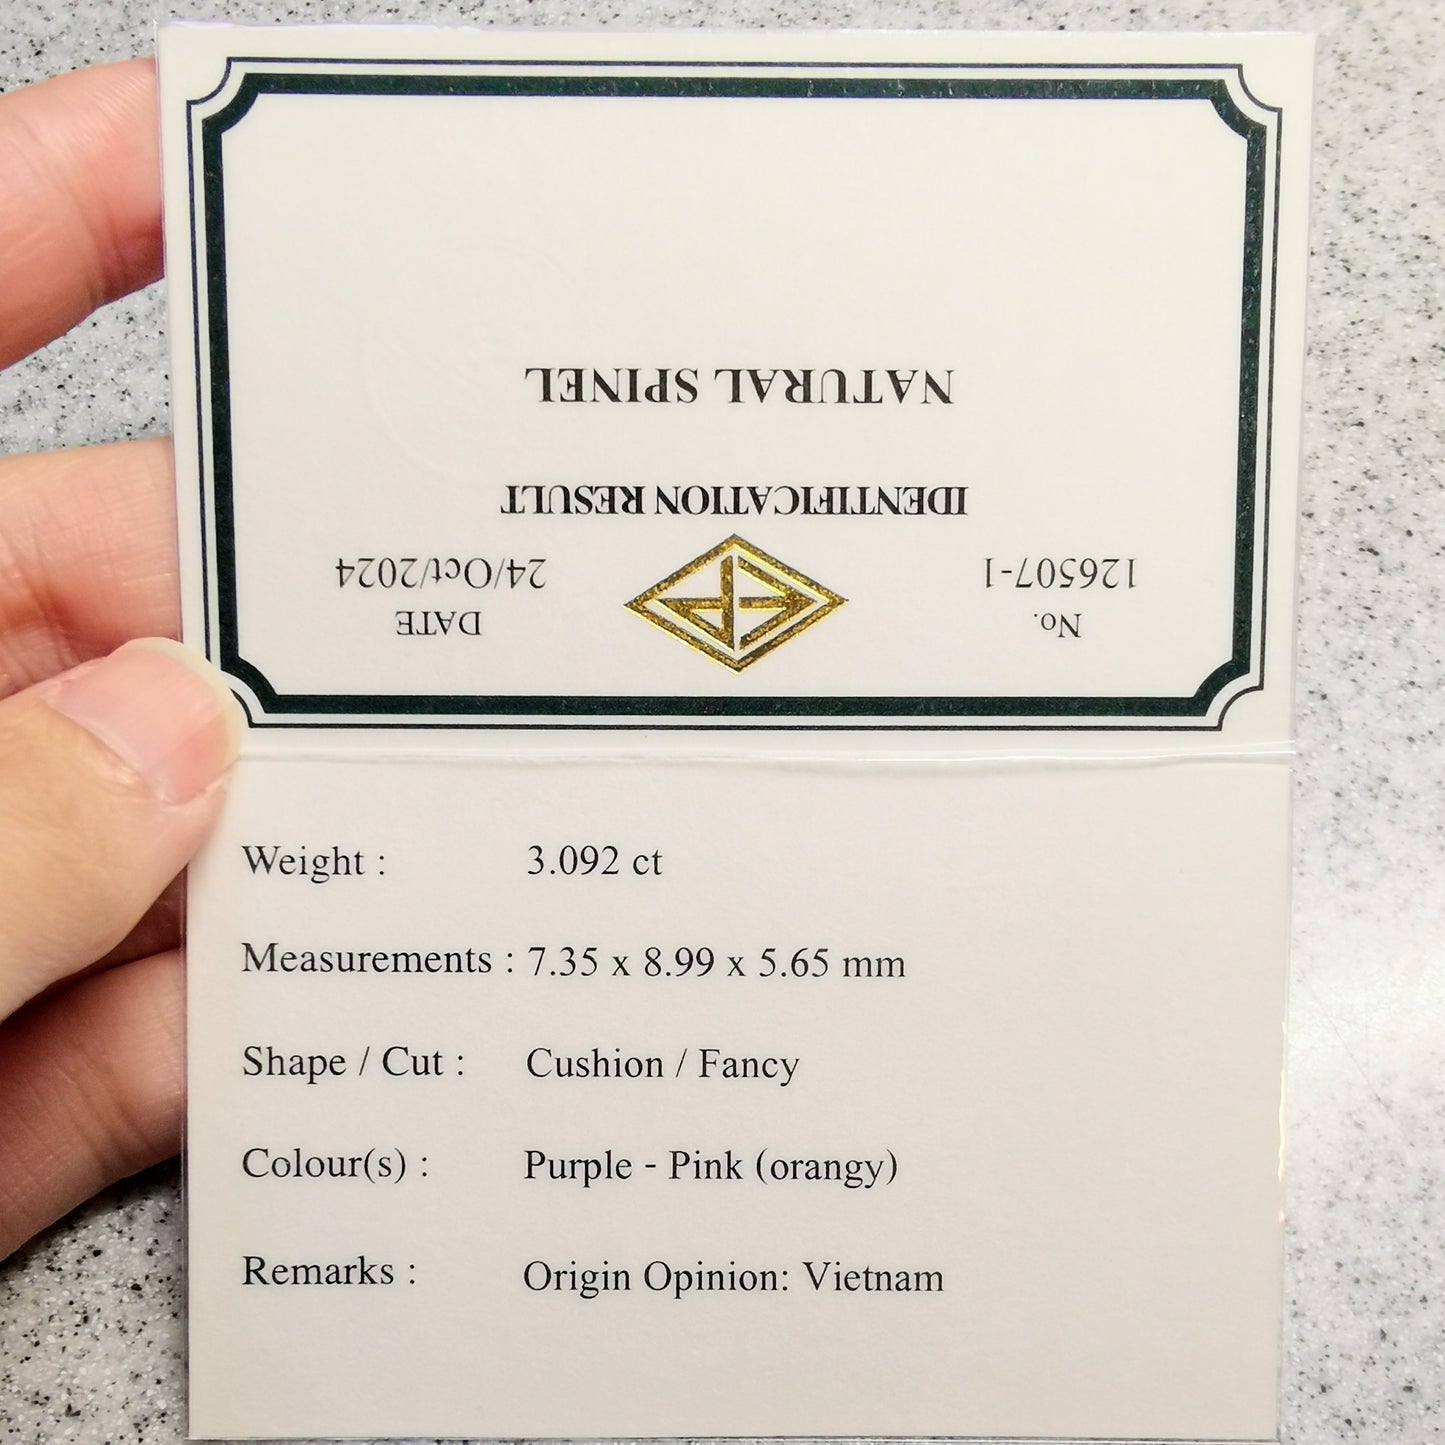 No.
126507-1
DATE
24/Oct/2024
IDENTIFICATION RESULT
NATURAL SPINEL
Weight : 3.092 ct
Measurements : 7.35 x 8.99 x 5.65 mm
Shape / Cut : Cushion / Fancy
Colour(s) : Purple - Pink (orangy)
Remarks : Origin Opinion: Vietnam